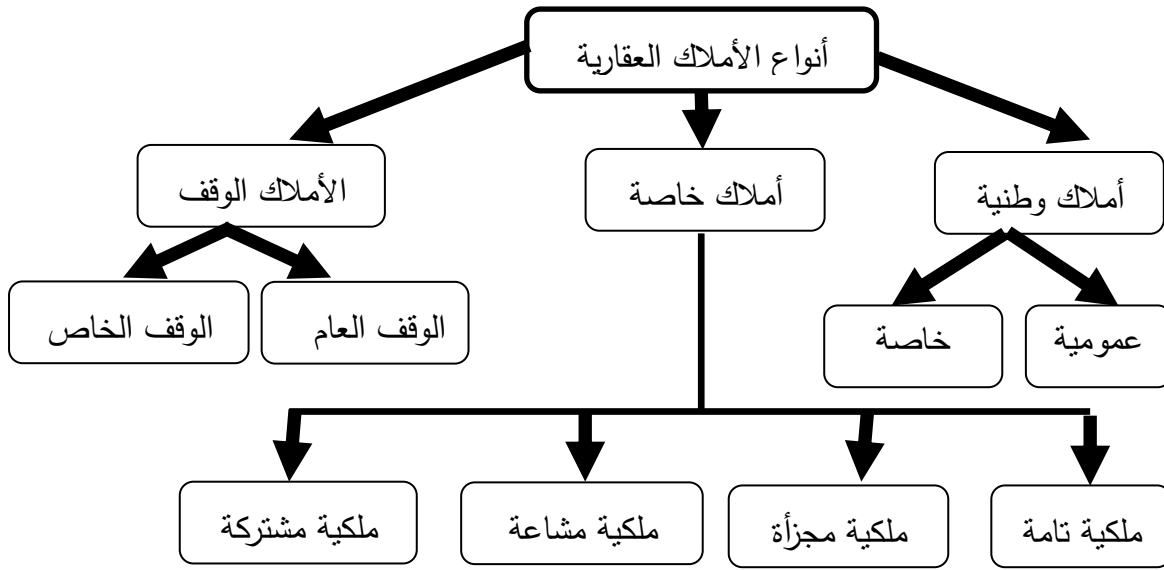 أنواع الأملاك العقارية
أملاك وطنية
أملاك خاصة
الأملاك الوقف
عمومية
خاصة
الوقف العام
الوقف الخاص
ملكية تامة
ملكية مجزأة
ملكية مشاعة
ملكية مشتركة